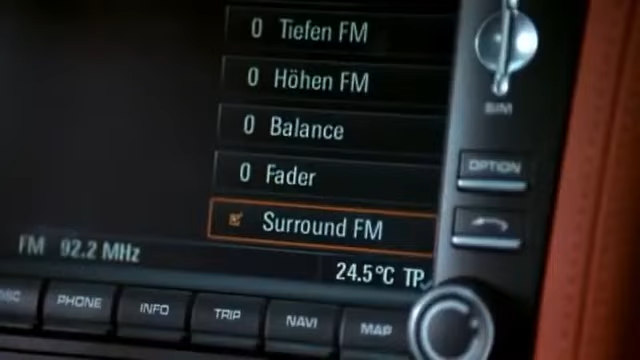 0 Tiefen FM
0 Höhen FM
SIM
0 Balance
OPTION
0 Fader
Surround FM
FM 92.2 MHz
24.5°C TP
PHONE
INFO
TRIP
NAVI
MAP